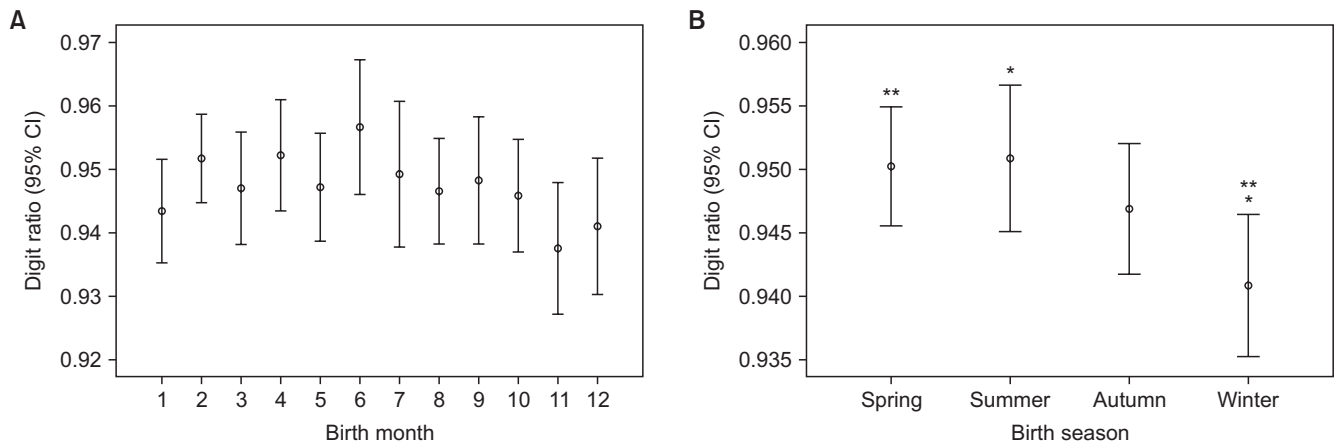 A
0.97
0.96
0.95
0.94
0.93
0.92
Digit ratio (95% CI)
1 2 3 4 5 6 7 8 9 10 11 12
Birth month
B
0.960
0.955
0.950
0.945
0.940
0.935
Digit ratio (95% CI)
**
*
**
*
Spring Summer Autumn Winter
Birth season